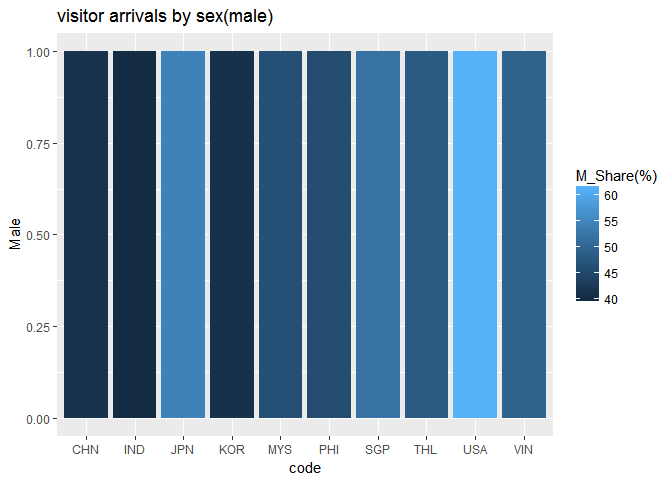 visitor arrivals by sex(male)
1.00
0.75
0.50
0.25
0.00
Male
CHN IND JPN KOR MYS PHI SGP THL USA VIN
code
M_Share(%)
60
55
50
45
40